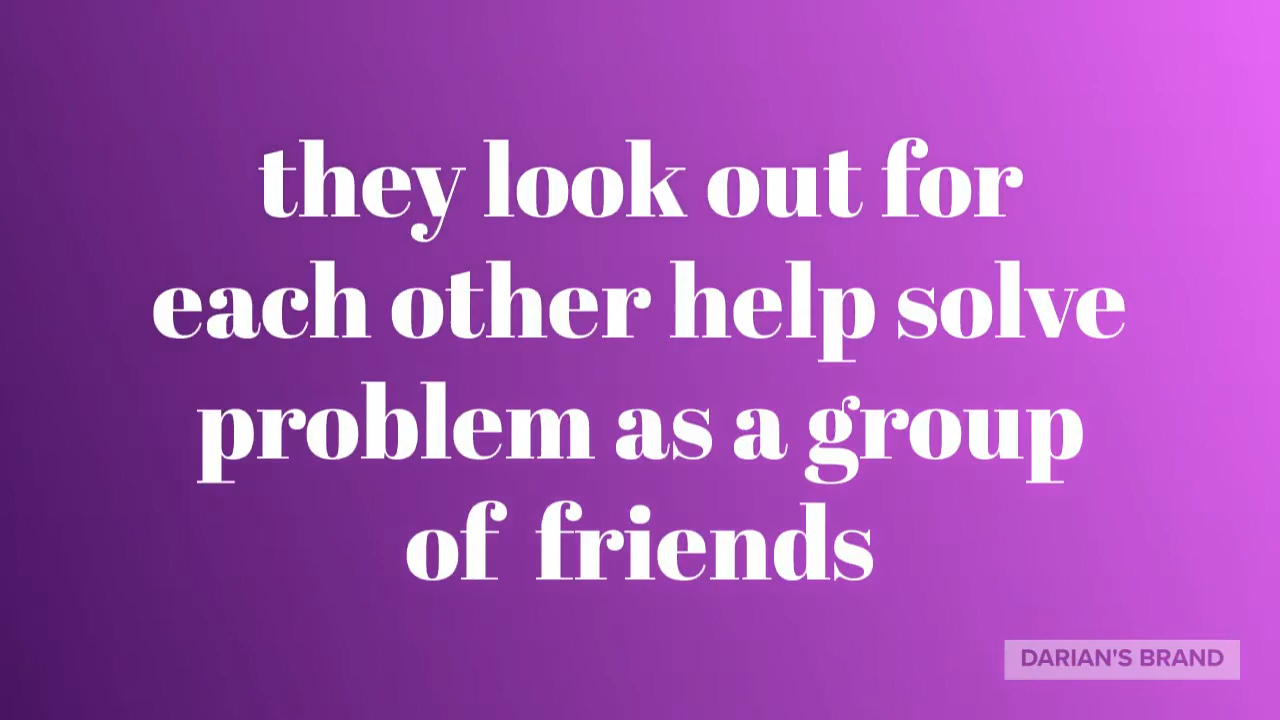 they look out for
each other help solve
problem as a group
of friends
DARIAN'S BRAND